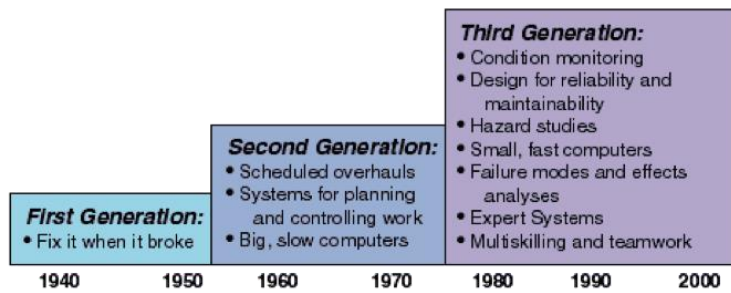 First Generation:
• Fix it when it broke
Second Generation:
• Scheduled overhauls
• Systems for planning
and controlling work
• Big, slow computers
Third Generation:
• Condition monitoring
• Design for reliability and
maintainability
• Hazard studies
• Small, fast computers
• Failure modes and effects
analyses
• Expert Systems
• Multiskilling and teamwork
1940 1950 1960 1970 1980 1990 2000